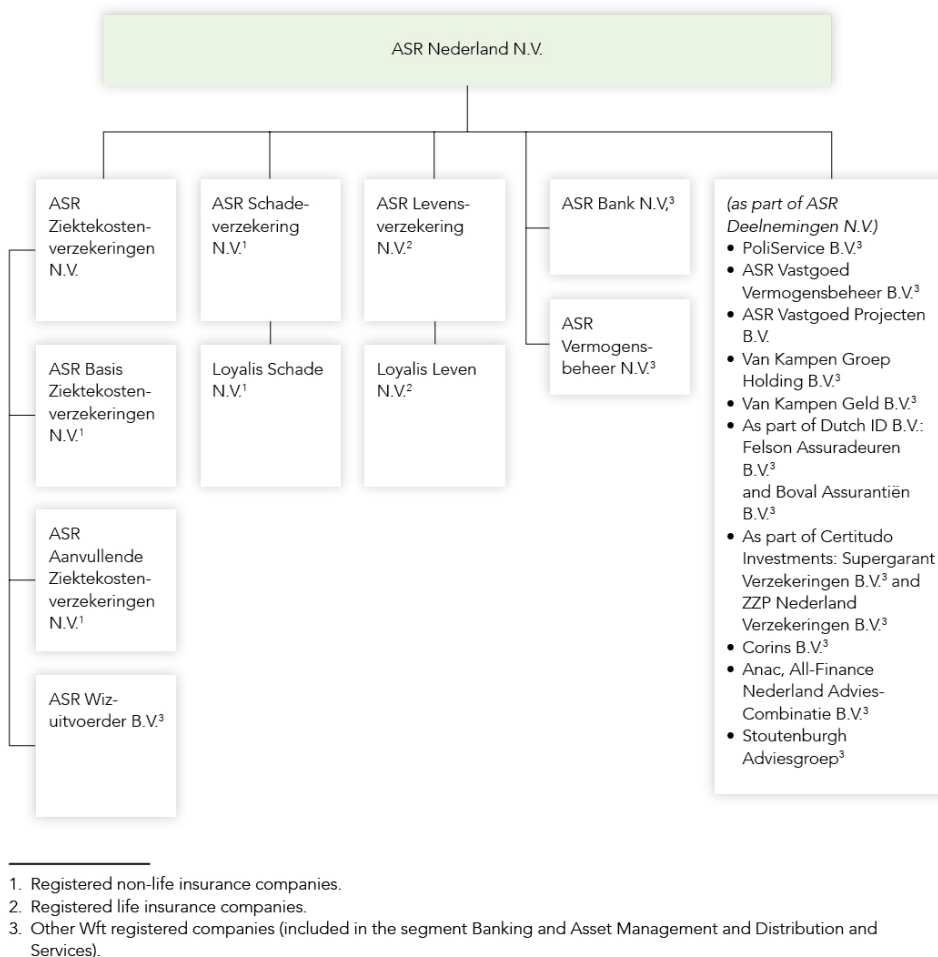 ASR Nederland N.V.
ASR
Ziektekosten-
verzekeringen
N.V.
ASR Schade-
verzekering
N.V.¹
ASR Levens-
verzekering
N.V.²
ASR Bank N.V,³
(as part of ASR
Deelnemingen N.V.)
• PoliService B.V.³
• ASR Vastgoed
Vermogensbeheer B.V.³
• ASR Vastgoed Projecten
B.V.
• Van Kampen Groep
Holding B.V.³
• Van Kampen Geld B.V.³
• As part of Dutch ID B.V.:
Felson Assuradeuren
B.V.³
and Boval Assurantiën
B.V.³
• As part of Certitudo
Investments: Supergarant
Verzekeringen B.V.³ and
ZZP Nederland
Verzekeringen B.V.³
• Corins B.V.³
• Anac, All-Finance
Nederland Advies-
Combinatie B.V.³
• Stoutenburgh
Adviesgroep³
ASR
Vermogens-
beheer N.V.³
ASR Basis
Ziektekosten-
verzekeringen
N.V.¹
Loyalis Schade
N.V.¹
Loyalis Leven
N.V.²
ASR
Aanvullende
Ziektekosten-
verzekeringen
N.V.¹
ASR Wlz-
uitvoerder B.V.³
1. Registered non-life insurance companies.
2. Registered life insurance companies.
3. Other Wft registered companies (included in the segment Banking and Asset Management and Distribution and
Services).